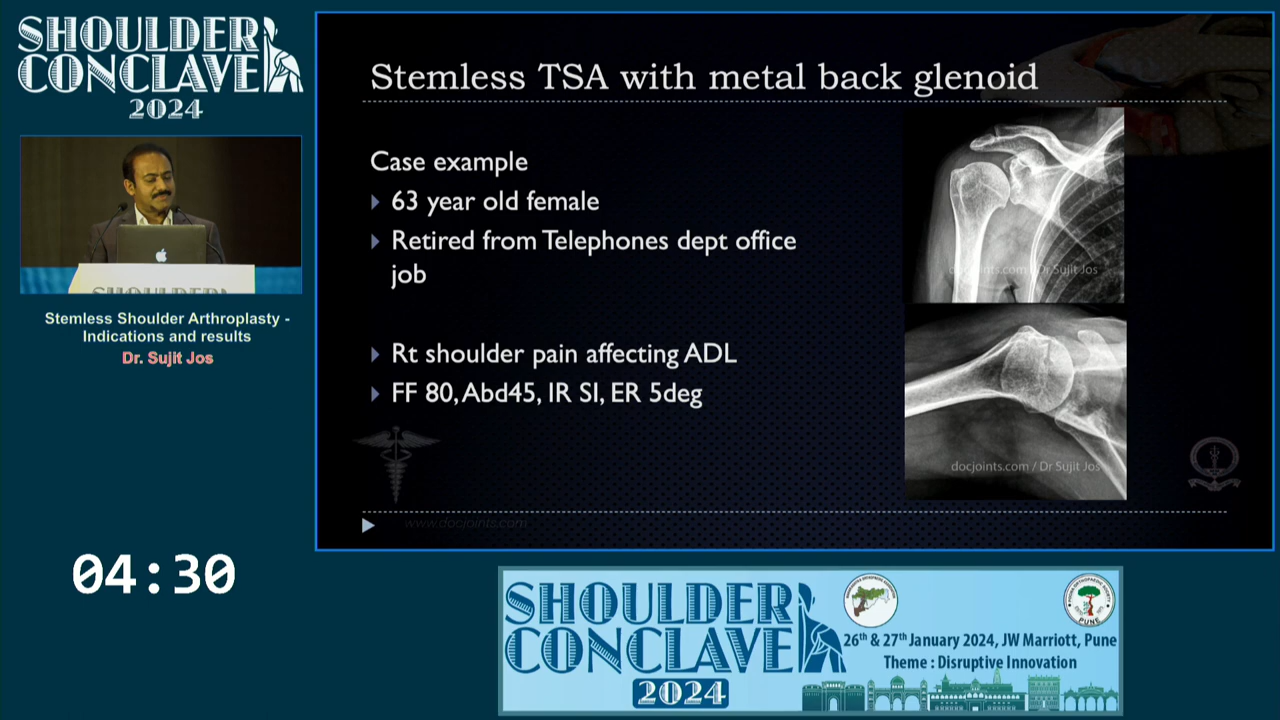 SHOULDER
CONCLAVE
2024
SHOULDER
Stemless Shoulder Arthroplasty -
Indications and results
Dr. Sujit Jos
04:30
Stemless TSA with metal back glenoid
Case example
63 year old female
Retired from Telephones dept office
job
Rt shoulder pain affecting ADL
FF 80, Abd45, IR SI, ER 5deg
docjoints.com / Dr Sujit Jos
docjoints.com / Dr Sujit Jos
www.docjoints.com
SHOULDER
CONCLAVE
2024
26th & 27th January 2024, JW Marriott, Pune
Theme : Disruptive Innovation
PUNE